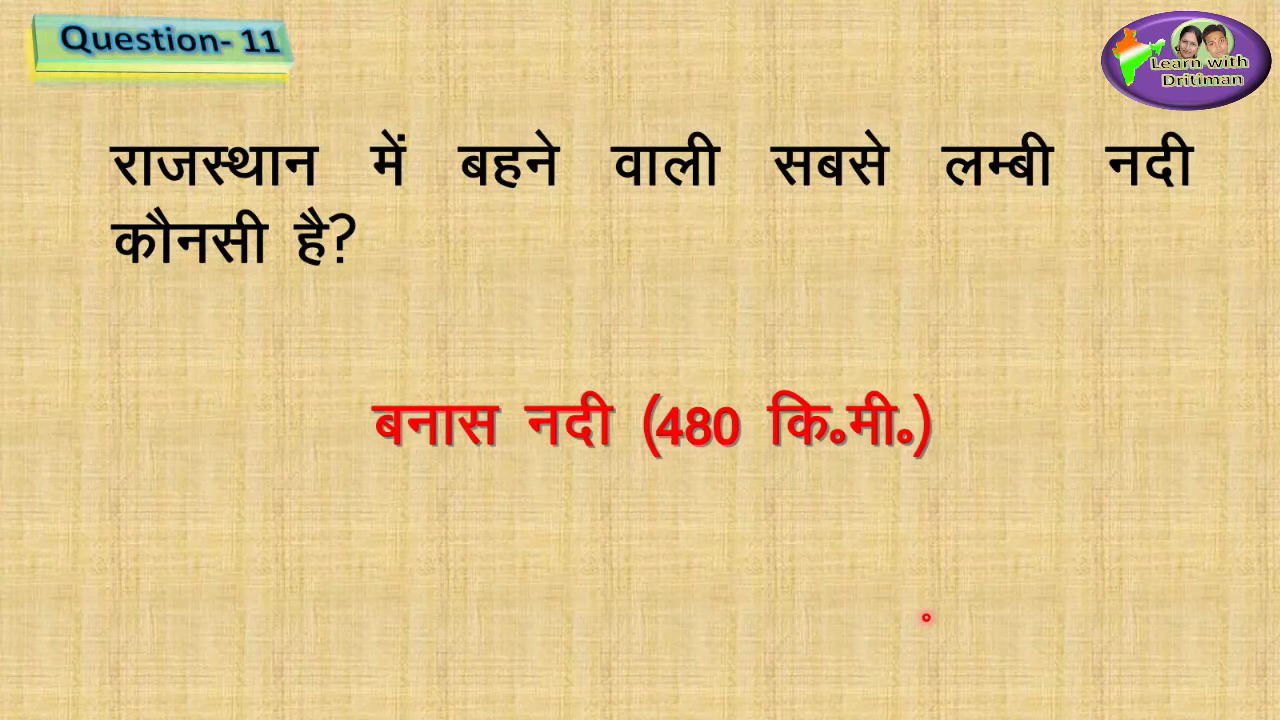 Question- 11
Learn with
Dritiman
राजस्थान में बहने वाली सबसे लम्बी नदी
कौनसी है?
बनास नदी (480 कि॰मी॰)